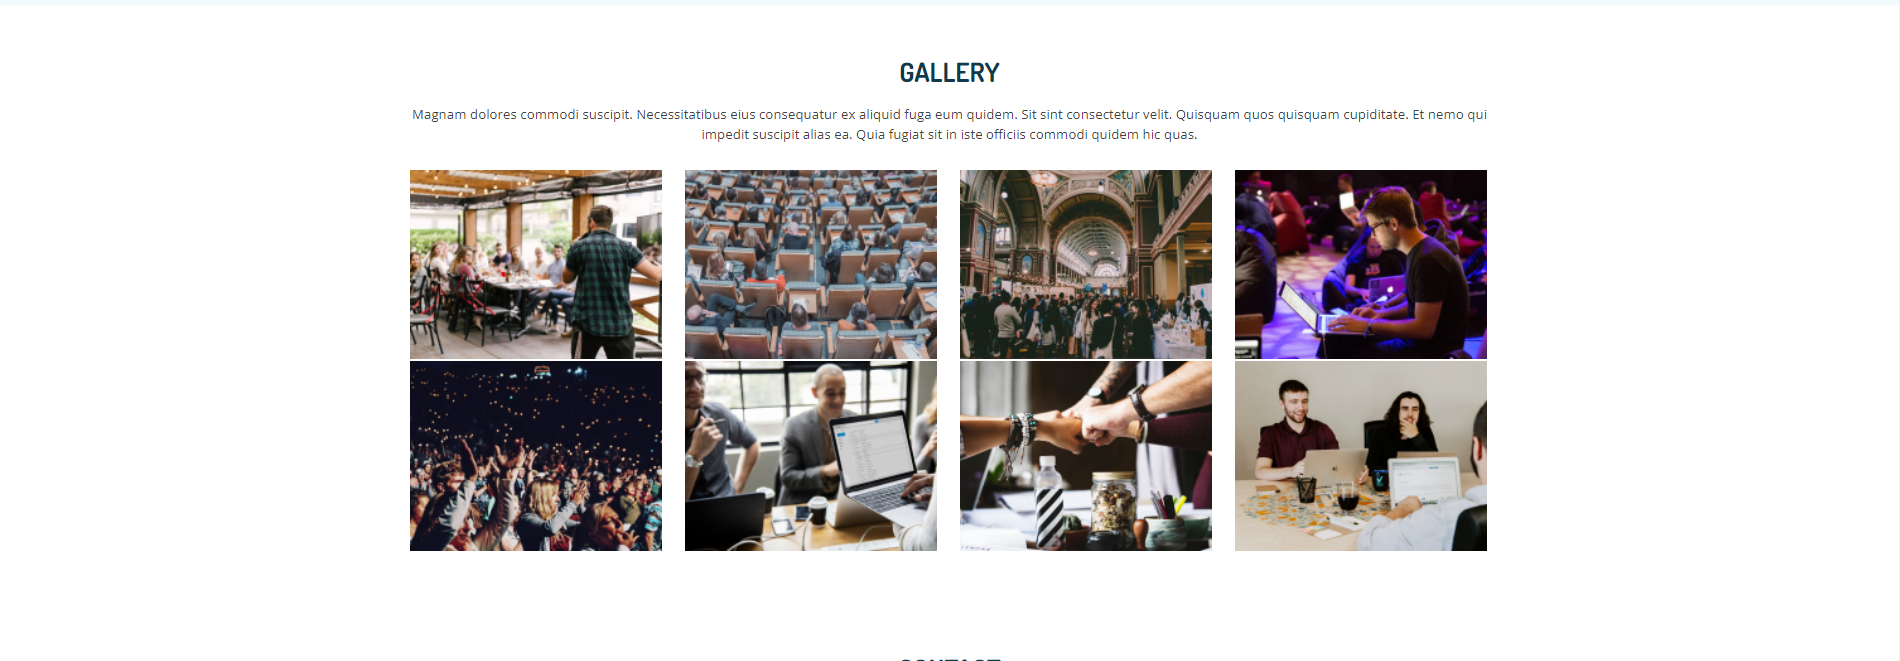 GALLERY
Magnam dolores commodi suscipit. Necessitatibus eius consequatur ex aliquid fuga eum quidem. Sit sint consectetur velit. Quisquam quos quisquam cupiditate. Et nemo qui
impedit suscipit alias ea. Quia fugiat sit in iste officiis commodi quidem hic quas.